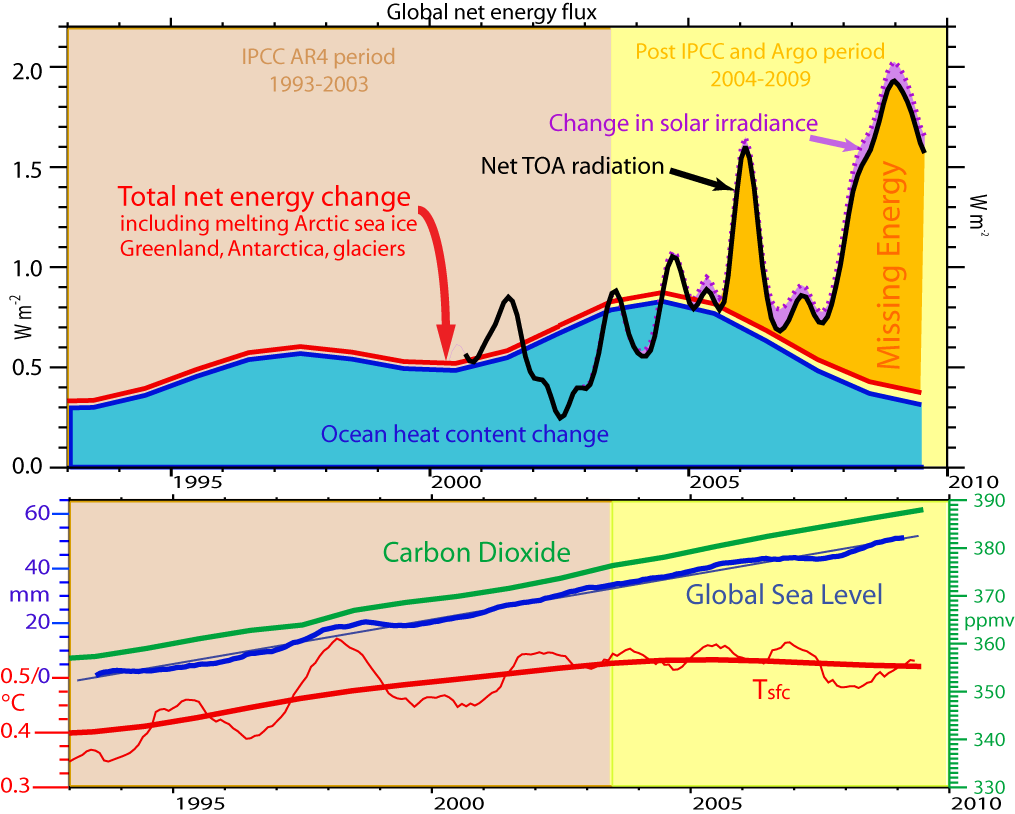 Global net energy flux
IPCC AR4 period
1993-2003
Post IPCC and Argo period
2004-2009
Change in solar irradiance
Net TOA radiation
Total net energy change
including melting Arctic sea ice
Greenland, Antarctica, glaciers
Missing Energy
Ocean heat content change
2.0
1.5
1.0
0.5
0.0
W m-2
W m-2
1995
2000
2005
2010
60
40
mm
20
0.5/0
°C
0.4
0.3
Carbon Dioxide
Global Sea Level
Tsfc
390
380
370
ppmv
360
350
340
330
1995
2000
2005
2010